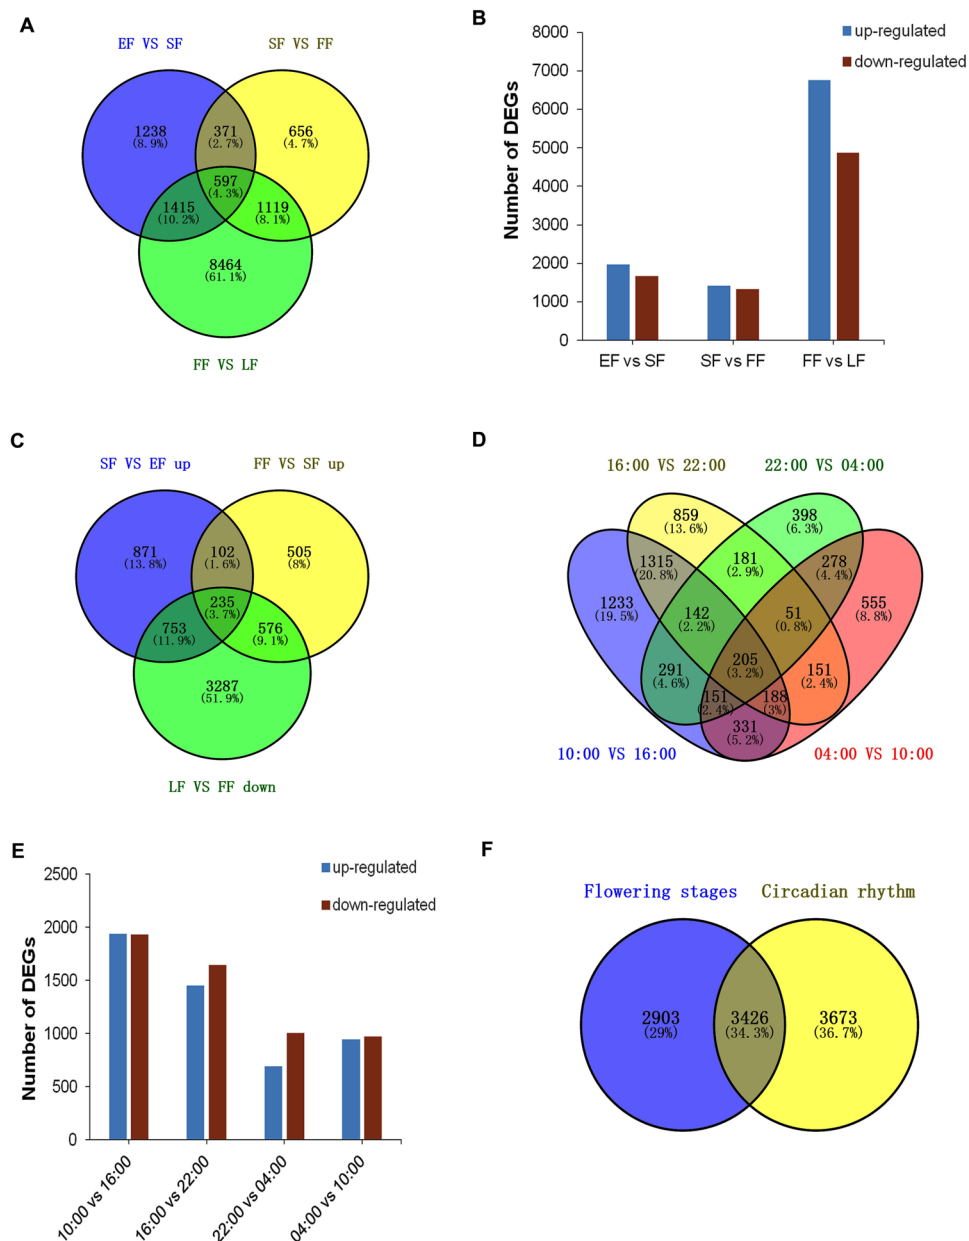 A
EF VS SF
SF VS FF
1238
(8.9%)
371
(2.7%)
656
(4.7%)
597
(4.3%)
1415
(10.2%)
1119
(8.1%)
8464
(61.1%)
FF VS LF
B
up-regulated
down-regulated
Number of DEGs
8000
7000
6000
5000
4000
3000
2000
1000
0
EF vs SF
SF vs FF
FF vs LF
C
SF VS EF up
FF VS SF up
871
(13.8%)
102
(1.6%)
505
(8%)
235
(3.7%)
753
(11.9%)
576
(9.1%)
3287
(51.9%)
LF VS FF down
D
16:00 VS 22:00
22:00 VS 04:00
859
(13.6%)
398
(6.3%)
1315
(20.8%)
181
(2.9%)
278
(4.4%)
1233
(19.5%)
142
(2.2%)
51
(0.8%)
555
(8.8%)
291
(4.6%)
205
(3.2%)
151
(2.4%)
151
(2.4%)
188
(3%)
331
(5.2%)
10:00 VS 16:00
04:00 VS 10:00
E
up-regulated
down-regulated
Number of DEGs
2500
2000
1500
1000
500
0
10:00 vs 16:00
16:00 vs 22:00
22:00 vs 04:00
04:00 vs 10:00
F
Flowering stages
Circadian rhythm
2903
(29%)
3426
(34.3%)
3673
(36.7%)